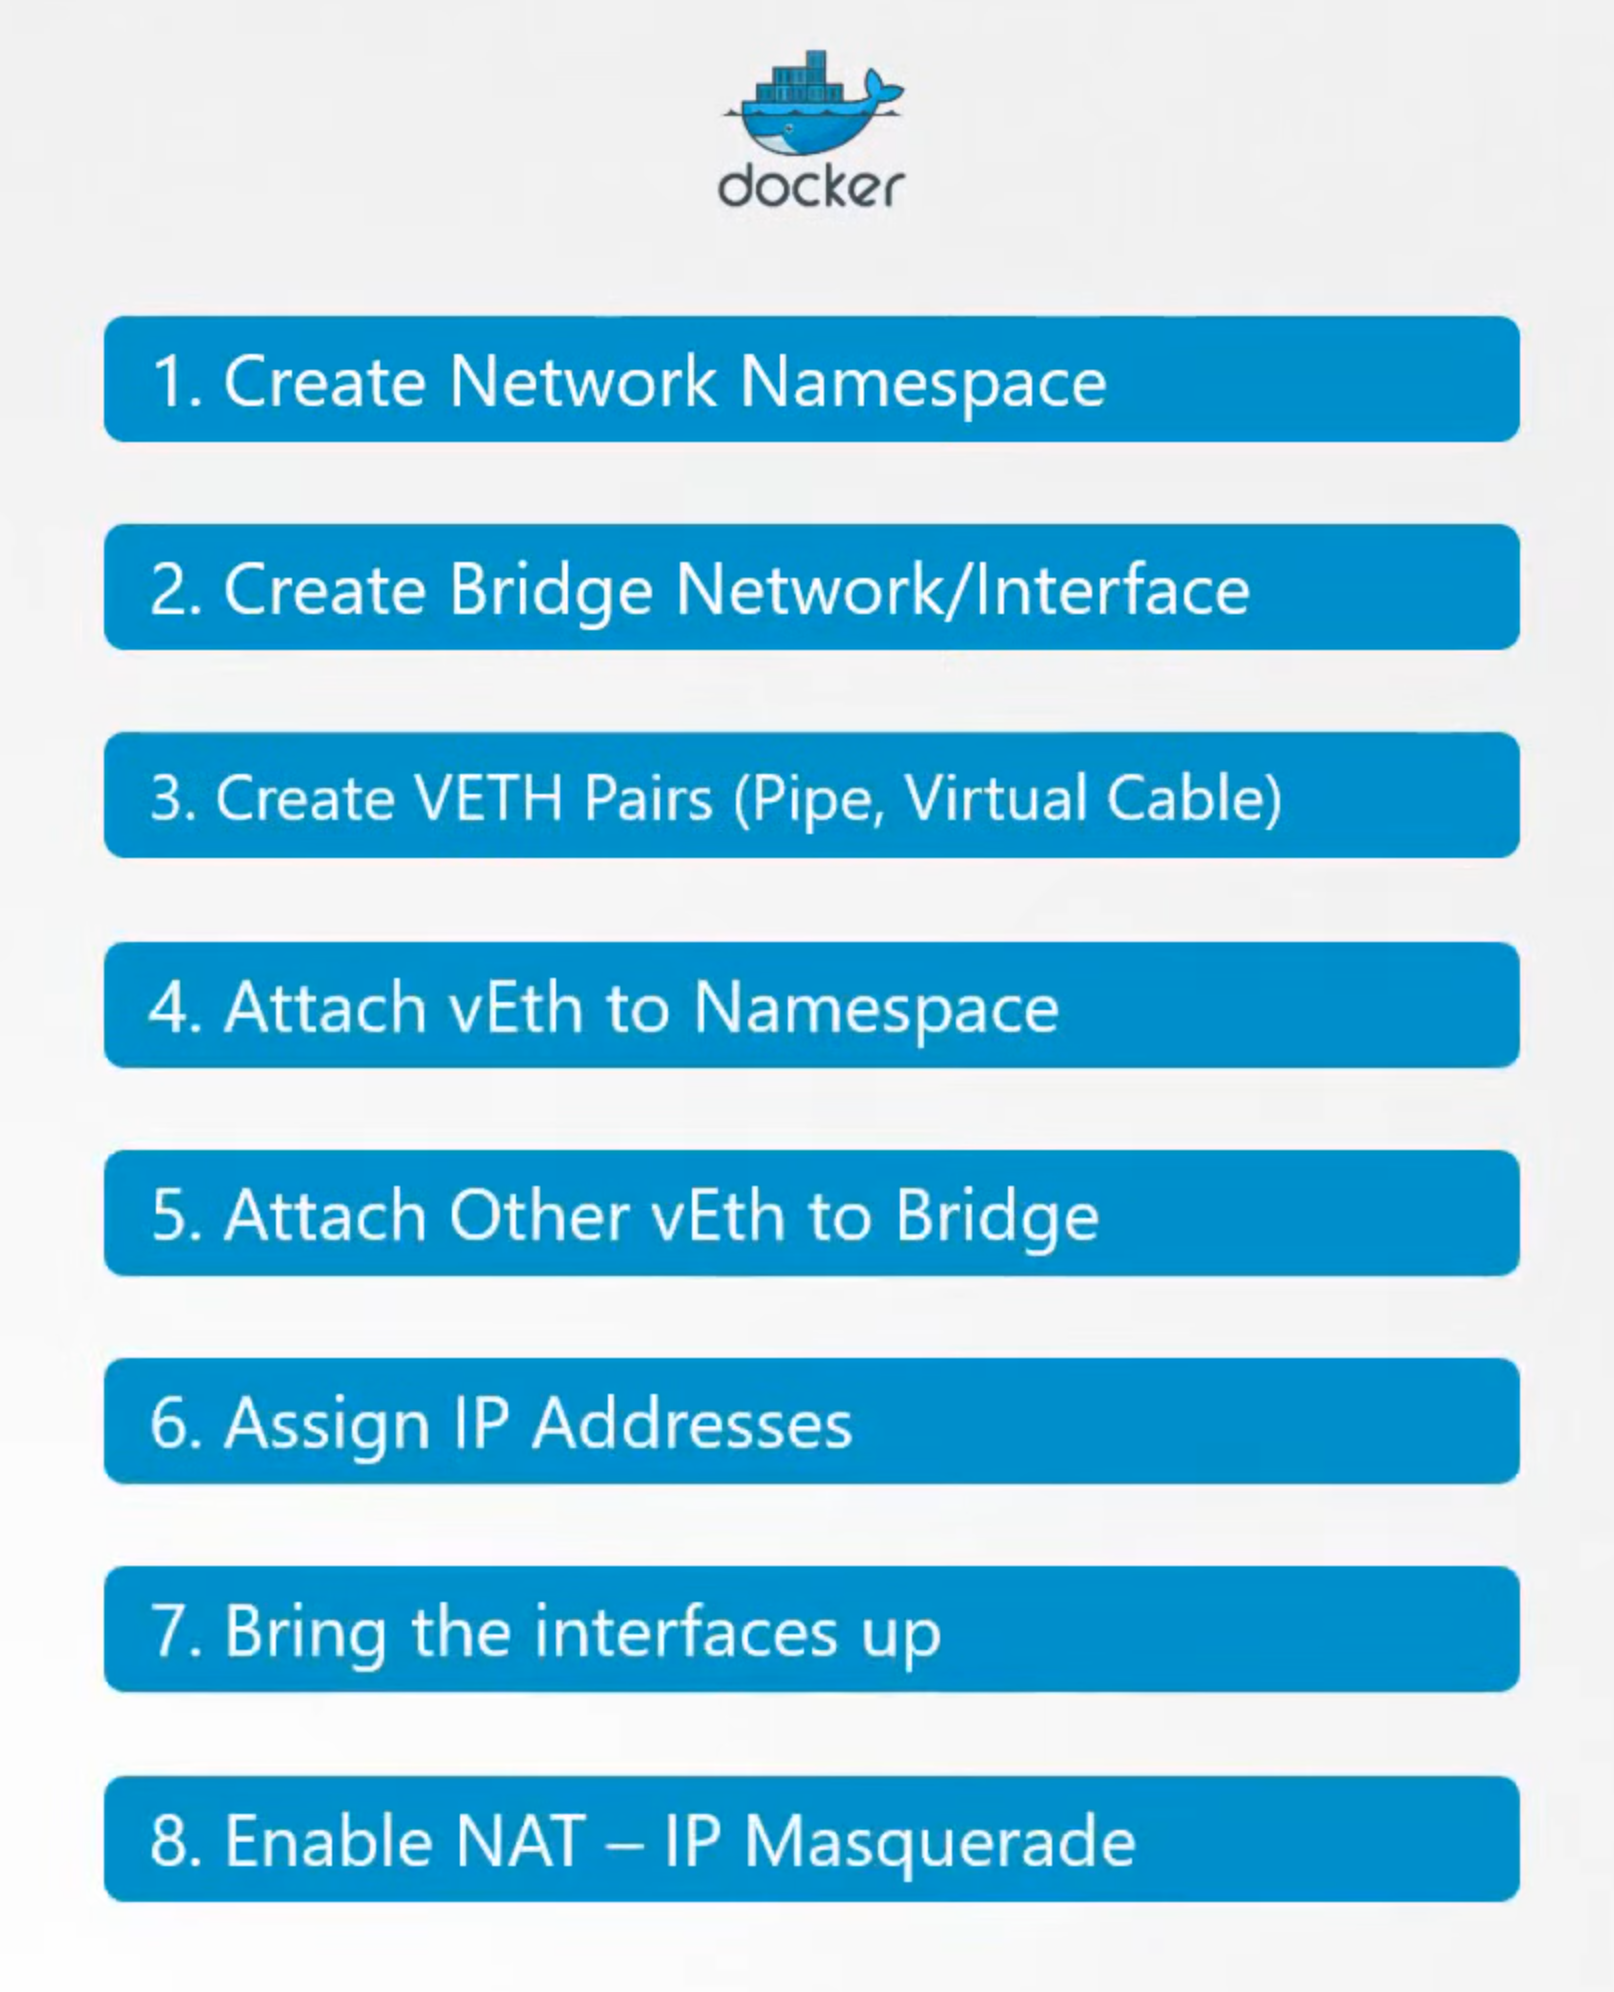 docker
1. Create Network Namespace
2. Create Bridge Network/Interface
3. Create VETH Pairs (Pipe, Virtual Cable)
4. Attach vEth to Namespace
5. Attach Other vEth to Bridge
6. Assign IP Addresses
7. Bring the interfaces up
8. Enable NAT – IP Masquerade